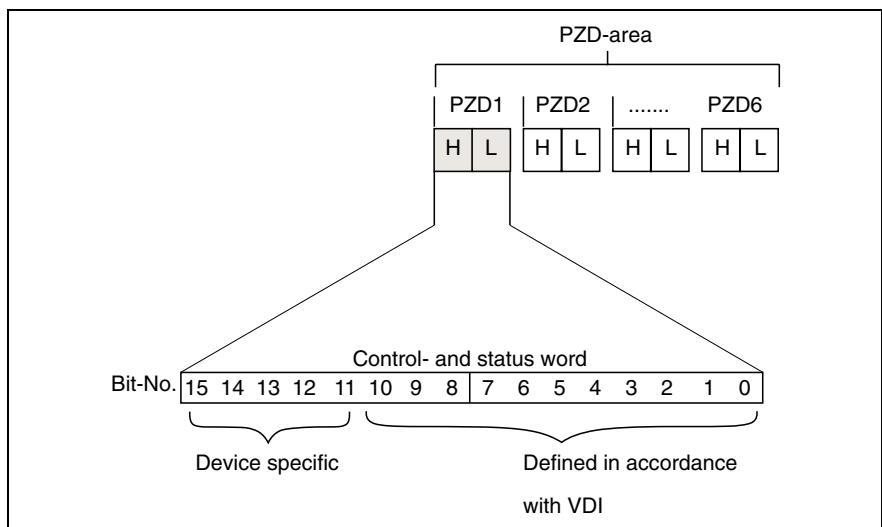 PZD-area
PZD1 PZD2 ....... PZD6
H L H L H L H L
Control- and status word
Bit-No. 15 14 13 12 11 10 9 8 7 6 5 4 3 2 1 0
Device specific
Defined in accordance
with VDI